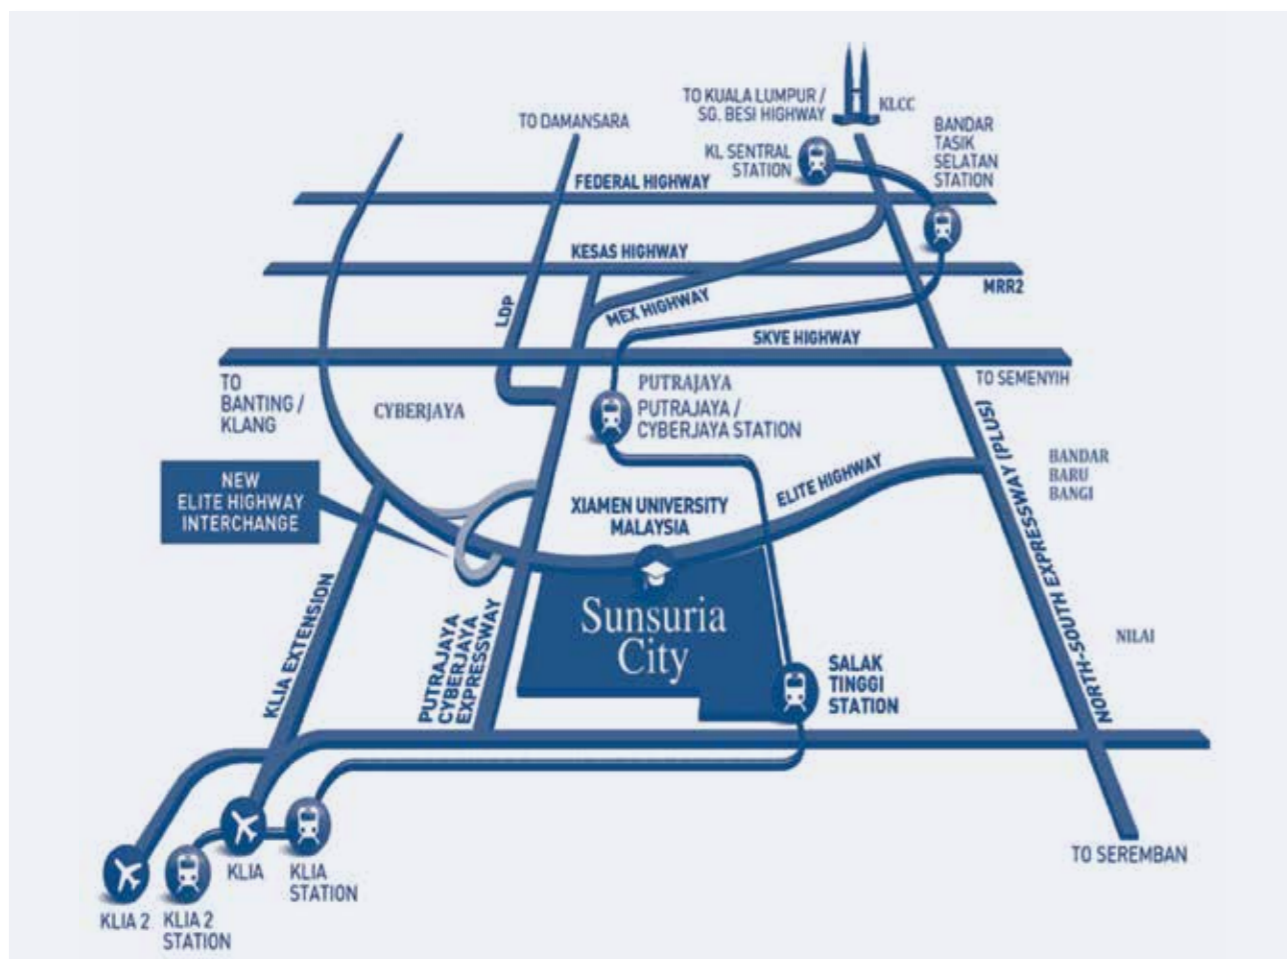 TO KUALA LUMPUR /
SG. BESI HIGHWAY
KLCC
TO DAMANSARA
BANDAR
TASIK
SELATAN
STATION
KL SENTRAL
STATION
FEDERAL HIGHWAY
KESAS HIGHWAY
MRR2
LDP
MEX HIGHWAY
SKVE HIGHWAY
TO
BANTING /
KLANG
CYBERJAYA
PUTRAJAYA
PUTRAJAYA /
CYBERJAYA STATION
TO SEMENYIH
NEW
ELITE HIGHWAY
INTERCHANGE
XIAMEN UNIVERSITY
MALAYSIA
ELITE HIGHWAY
BANDAR
BARU
BANGI
NORTH-SOUTH EXPRESSWAY (PLUS)
KLIA EXTENSION
PUTRAJAYA
CYBERJAYA
EXPRESSWAY
Sunsuria
City
SALAK
TINGGI
STATION
NILAI
TO SEREMBAN
KLIA
KLIA
STATION
KLIA 2
KLIA 2
STATION